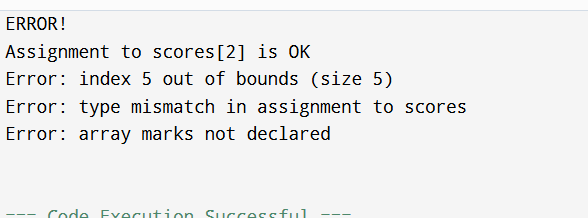 ERROR!
Assignment to scores[2] is OK
Error: index 5 out of bounds (size 5)
Error: type mismatch in assignment to scores
Error: array marks not declared
=== Code Execution Successful ===